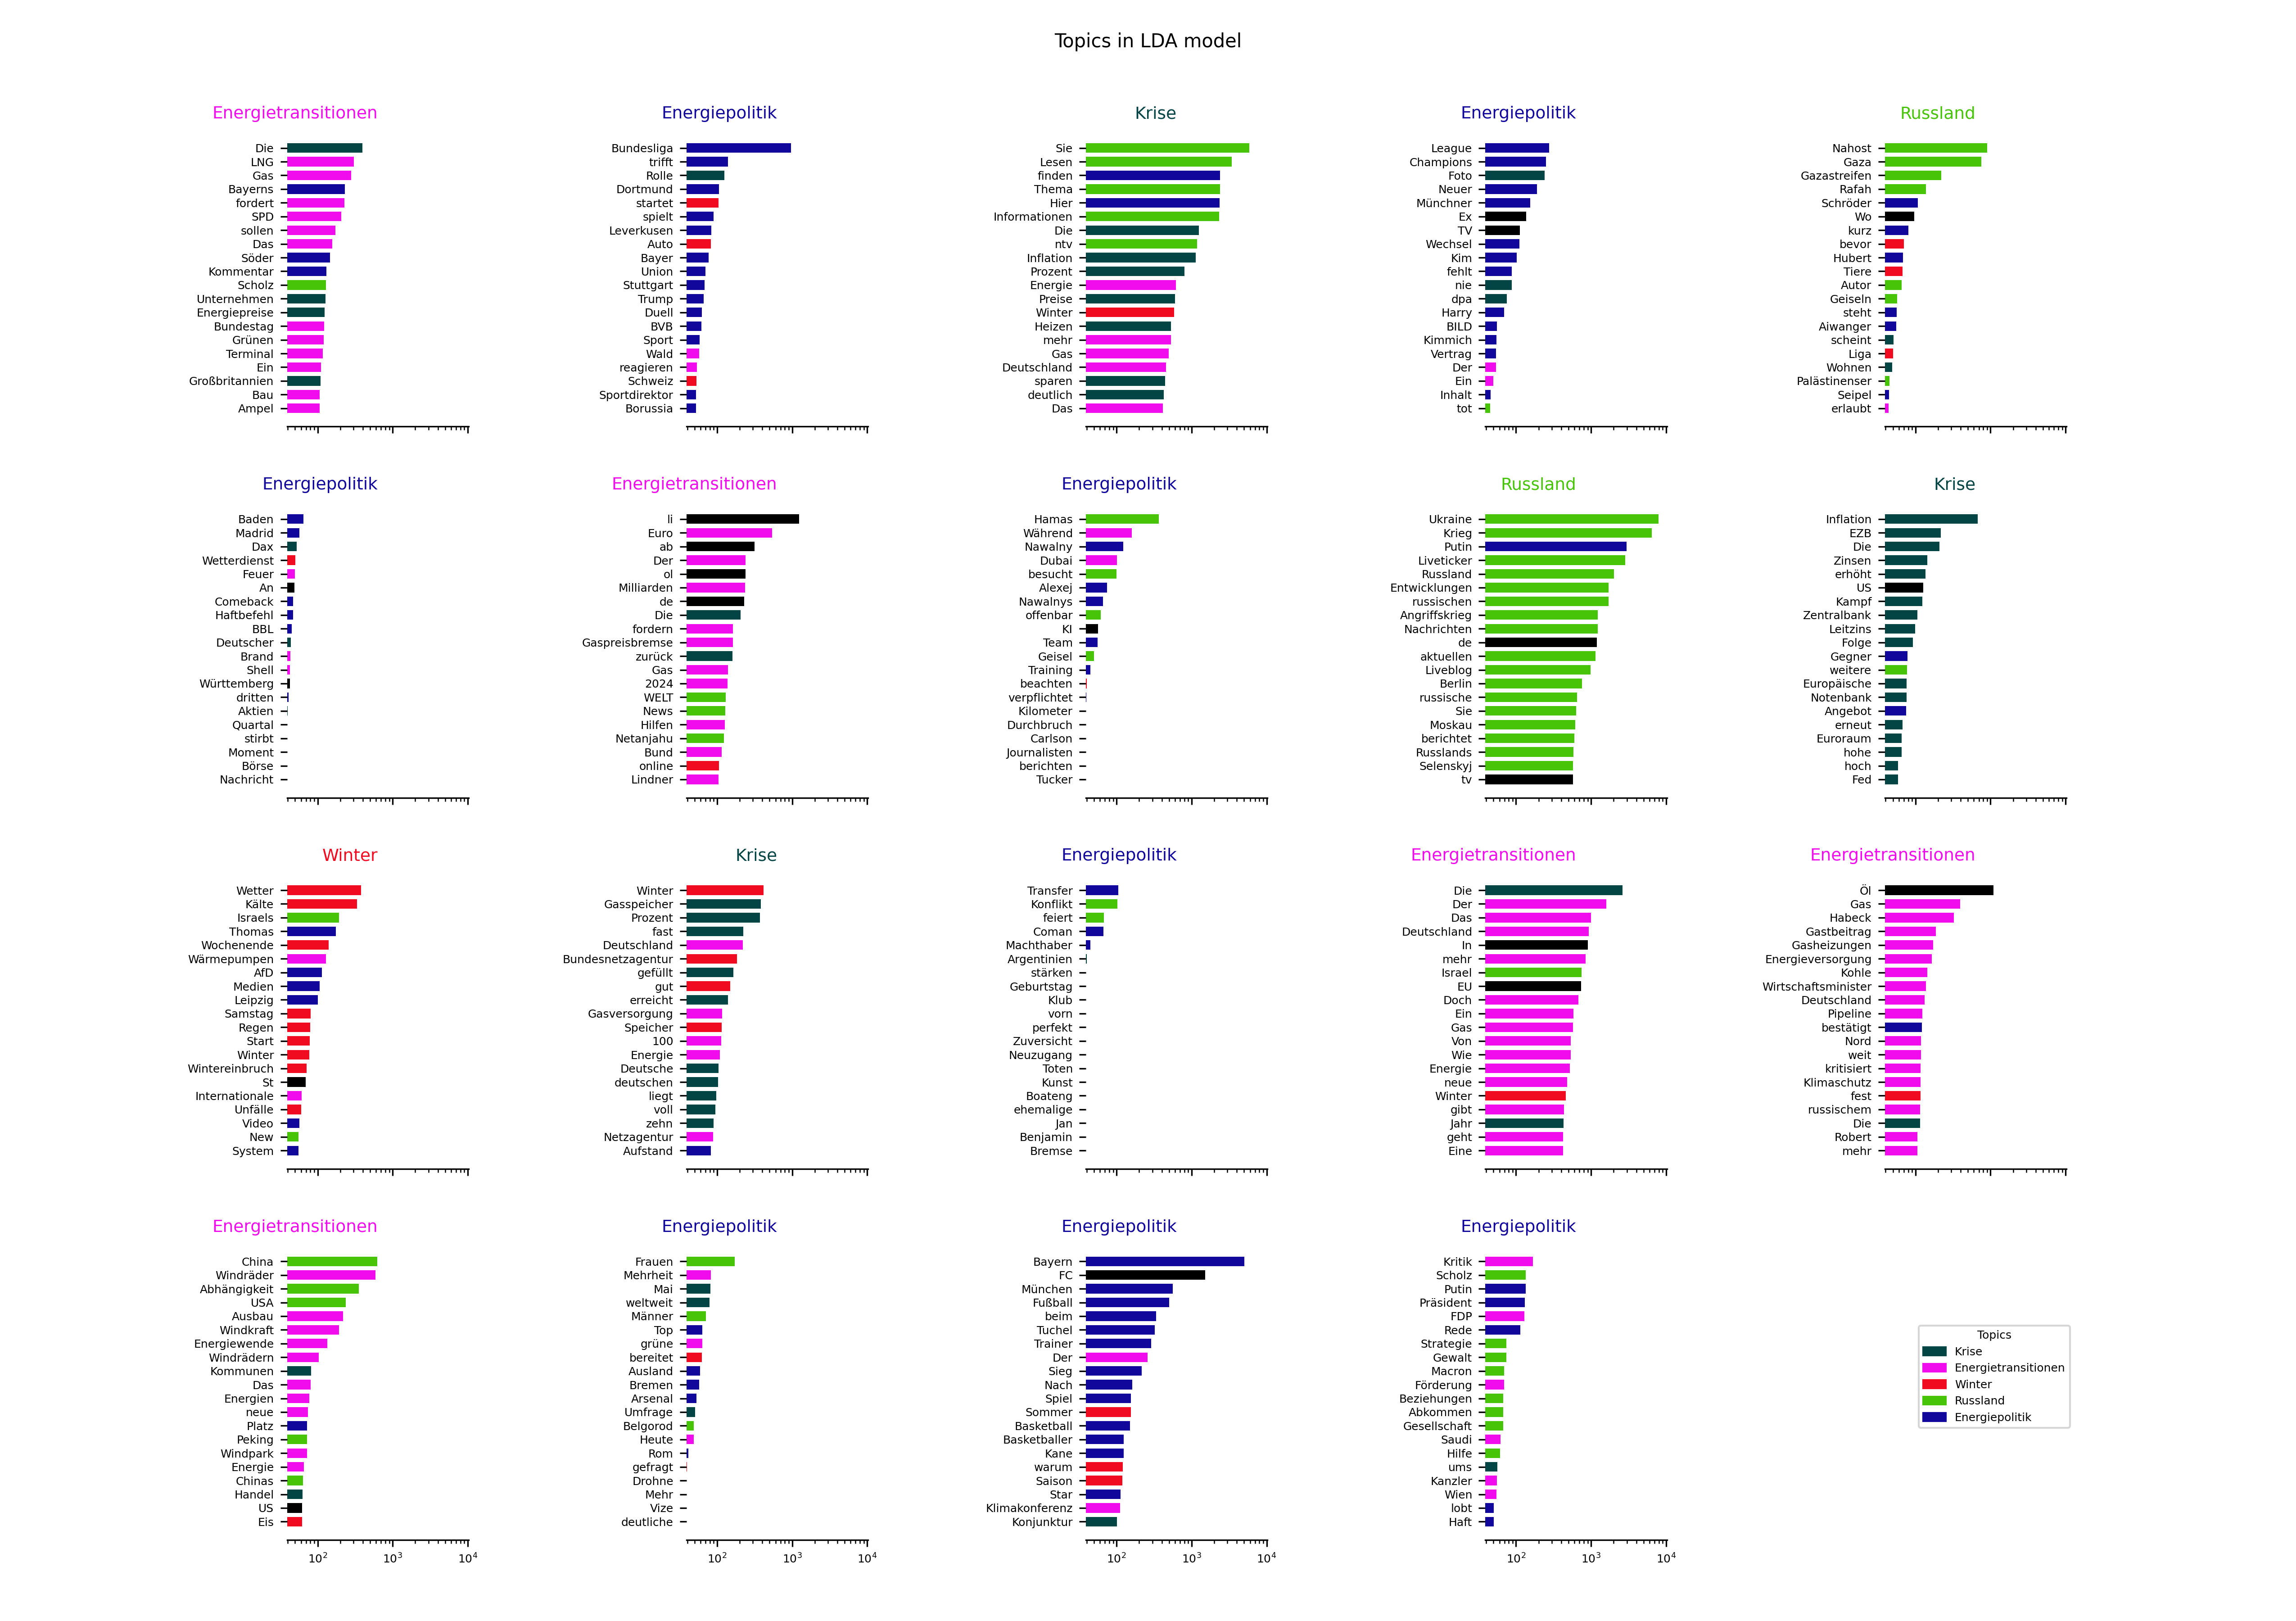 Topics in LDA model
Energietransitionen
Die
LNG
Gas
Bayerns
fordert
SPD
sollen
Das
Söder
Kommentar
Scholz
Unternehmen
Energiepreise
Bundestag
Grünen
Terminal
Ein
Großbritannien
Bau
Ampel
Energiepolitik
Bundesliga
trifft
Rolle
Dortmund
startet
spielt
Leverkusen
Auto
Bayer
Union
Stuttgart
Trump
Duell
BVB
Sport
Wald
reagieren
Schweiz
Sportdirektor
Borussia
Krise
Sie
Lesen
finden
Thema
Hier
Informationen
Die
ntv
Inflation
Prozent
Energie
Preise
Winter
Heizen
mehr
Gas
Deutschland
sparen
deutlich
Das
Energiepolitik
League
Champions
Foto
Neuer
Münchner
Ex
TV
Wechsel
Kim
fehlt
nie
dpa
Harry
BILD
Kimmich
Vertrag
Der
Ein
Inhalt
tot
Russland
Nahost
Gaza
Gazastreifen
Rafah
Schröder
Wo
kurz
bevor
Hubert
Tiere
Autor
Geiseln
steht
Aiwanger
scheint
Liga
Wohnen
Palästinenser
Seipel
erlaubt
Energiepolitik
Baden
Madrid
Dax
Wetterdienst
Feuer
An
Comeback
Haftbefehl
BBL
Deutscher
Brand
Shell
Württemberg
dritten
Aktien
Quartal
stirbt
Moment
Börse
Nachricht
Energietransitionen
li
Euro
ab
Der
ol
Milliarden
de
Die
fordern
Gaspreisbremse
zurück
Gas
2024
WELT
News
Hilfen
Netanjahu
Bund
online
Lindner
Energiepolitik
Hamas
Während
Nawalny
Dubai
besucht
Alexej
Nawalnys
offenbar
KI
Team
Geisel
Training
beachten
verpflichtet
Kilometer
Durchbruch
Carlson
Journalisten
berichten
Tucker
Russland
Ukraine
Krieg
Putin
Liveticker
Russland
Entwicklungen
russischen
Angriffskrieg
Nachrichten
de
aktuellen
Liveblog
Berlin
russische
Sie
Moskau
berichtet
Russlands
Selenskyj
tv
Krise
Inflation
EZB
Die
Zinsen
erhöht
US
Kampf
Zentralbank
Leitzins
Folge
Gegner
weitere
Europäische
Notenbank
Angebot
erneut
Euroraum
hohe
hoch
Fed
Winter
Wetter
Kälte
Israels
Thomas
Wochenende
Wärmepumpen
AfD
Medien
Leipzig
Samstag
Regen
Start
Winter
Wintereinbruch
St
Internationale
Unfälle
Video
New
System
Krise
Winter
Gasspeicher
Prozent
fast
Deutschland
Bundesnetzagentur
gefüllt
gut
erreicht
Gasversorgung
Speicher
100
Energie
Deutsche
deutschen
liegt
voll
zehn
Netzagentur
Aufstand
Energiepolitik
Transfer
Konflikt
feiert
Coman
Machthaber
Argentinien
stärken
Geburtstag
Klub
vorn
perfekt
Zuversicht
Neuzugang
Toten
Kunst
Boateng
ehemalige
Jan
Benjamin
Bremse
Energietransitionen
Die
Der
Das
Deutschland
In
mehr
Israel
EU
Doch
Ein
Gas
Von
Wie
Energie
neue
Winter
gibt
Jahr
geht
Eine
Energietransitionen
Öl
Gas
Habeck
Gastbeitrag
Gasheizungen
Energieversorgung
Kohle
Wirtschaftsminister
Deutschland
Pipeline
bestätigt
Nord
weit
kritisiert
Klimaschutz
fest
russischem
Die
Robert
mehr
Energietransitionen
China
Windräder
Abhängigkeit
USA
Ausbau
Windkraft
Energiewende
Windrädern
Kommunen
Das
Energien
neue
Platz
Peking
Windpark
Energie
Chinas
Handel
US
Eis
10² 10³ 10⁴
Energiepolitik
Frauen
Mehrheit
Mai
weltweit
Männer
Top
grüne
bereitet
Ausland
Bremen
Arsenal
Umfrage
Belgorod
Heute
Rom
gefragt
Drohne
Mehr
Vize
deutliche
10² 10³ 10⁴
Energiepolitik
Bayern
FC
München
Fußball
beim
Tuchel
Trainer
Der
Sieg
Nach
Spiel
Sommer
Basketball
Basketballer
Kane
warum
Saison
Star
Klimakonferenz
Konjunktur
10² 10³ 10⁴
Energiepolitik
Kritik
Scholz
Putin
Präsident
FDP
Rede
Strategie
Gewalt
Macron
Förderung
Beziehungen
Abkommen
Gesellschaft
Saudi
Hilfe
ums
Kanzler
Wien
lobt
Haft
10² 10³ 10⁴
Topics
Krise
Energietransitionen
Winter
Russland
Energiepolitik